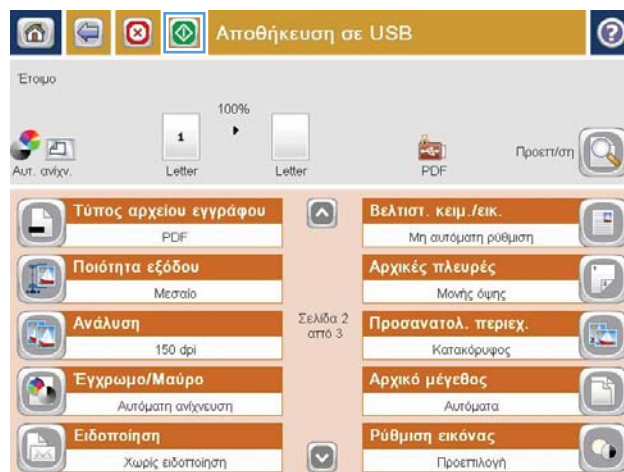 Αποθήκευση σε USB
?
Έτοιμο
100%
1
Αυτ. ανίχν.
Letter
Letter
PDF
Προεπ/ση
Τύπος αρχείου εγγράφου
PDF
Βελτιστ. κειμ./εικ.
Μη αυτόματη ρύθμιση
Ποιότητα εξόδου
Μεσαίο
Αρχικές πλευρές
Μονής όψης
Ανάλυση
150 dpi
Σελίδα 2
από 3
Προσανατολ. περιεχ.
Κατακόρυφος
Έγχρωμο/Μαύρο
Αυτόματη ανίχνευση
Αρχικό μέγεθος
Αυτόματα
Ειδοποίηση
Χωρίς ειδοποίηση
Ρύθμιση εικόνας
Προεπιλογή